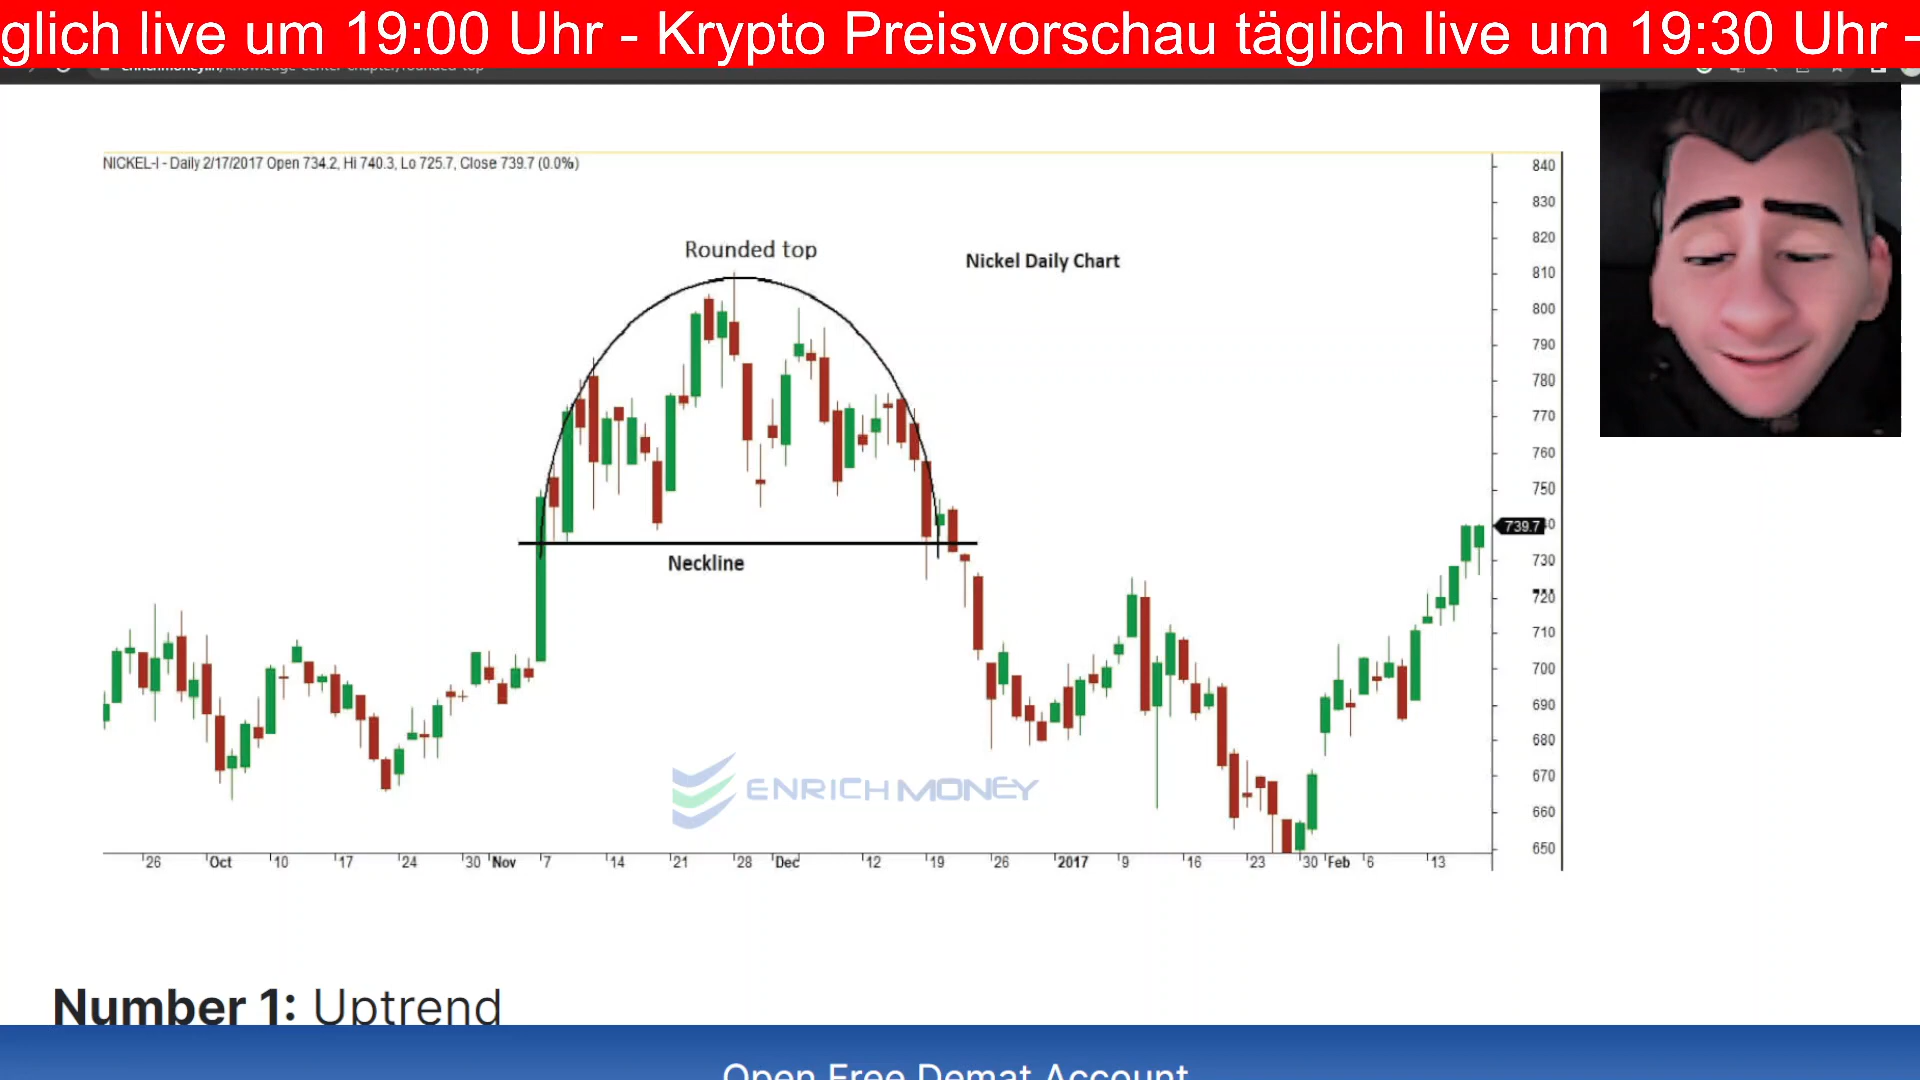 glich live um 19:00 Uhr - Krypto Preisvorschau täglich live um 19:30 Uhr -
NICKEL-I - Daily 2/17/2017 Open 734.2, Hi 740.3, Lo 725.7, Close 739.7 (0.0%)
Rounded top
Nickel Daily Chart
Neckline
840
830
820
810
800
790
780
770
760
750
739.7
730
720
710
700
690
680
670
660
650
ENRICH MONEY
26 Oct 10 17 24 30 Nov 7 14 21 28 Dec 12 19 26 2017 9 16 23 30 Feb 6 13
Number 1: Uptrend
Open Free Demat Account